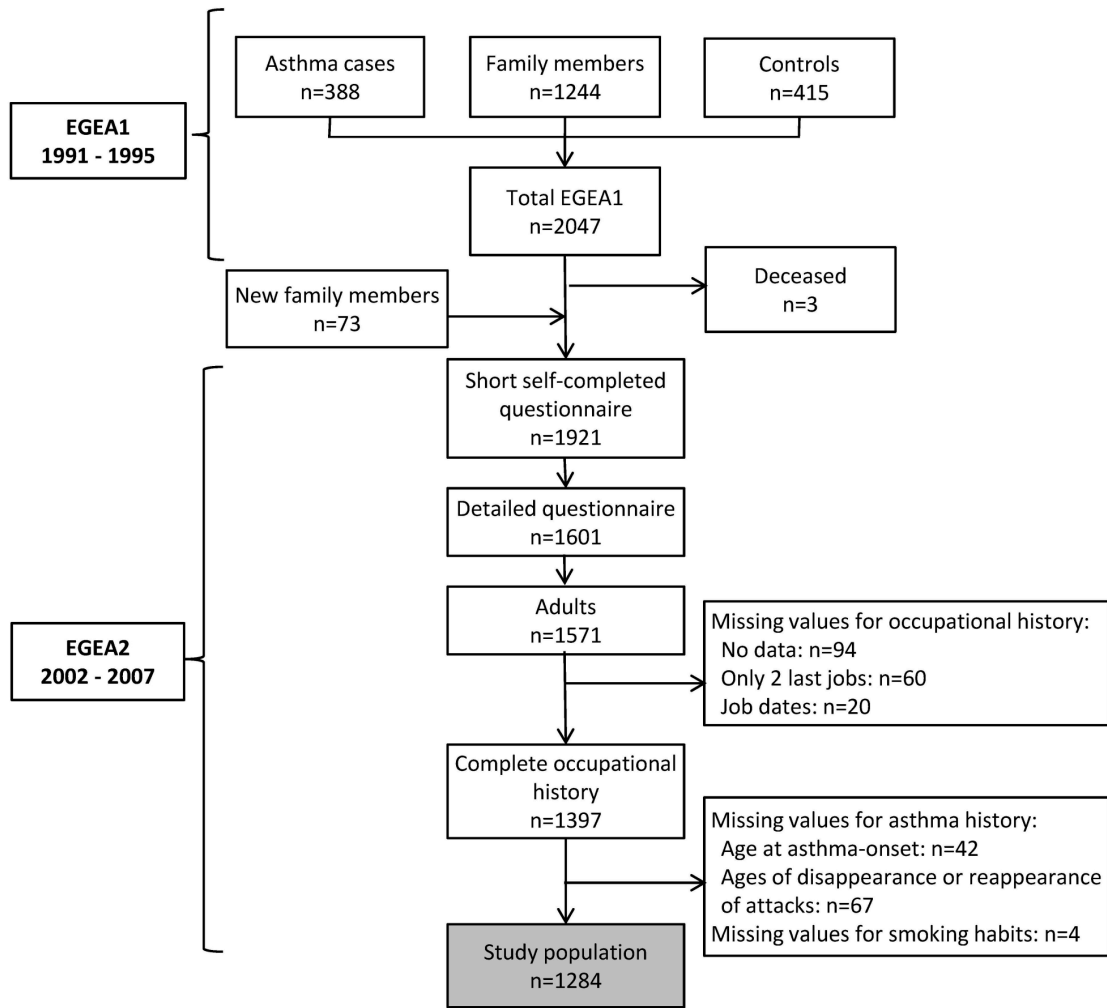 Asthma cases
n=388
Family members
n=1244
Controls
n=415
EGEA1
1991 - 1995
Total EGEA1
n=2047
New family members
n=73
Deceased
n=3
Short self-completed
questionnaire
n=1921
Detailed questionnaire
n=1601
Adults
n=1571
EGEA2
2002 - 2007
Missing values for occupational history:
No data: n=94
Only 2 last jobs: n=60
Job dates: n=20
Complete occupational
history
n=1397
Missing values for asthma history:
Age at asthma-onset: n=42
Ages of disappearance or reappearance
of attacks: n=67
Missing values for smoking habits: n=4
Study population
n=1284